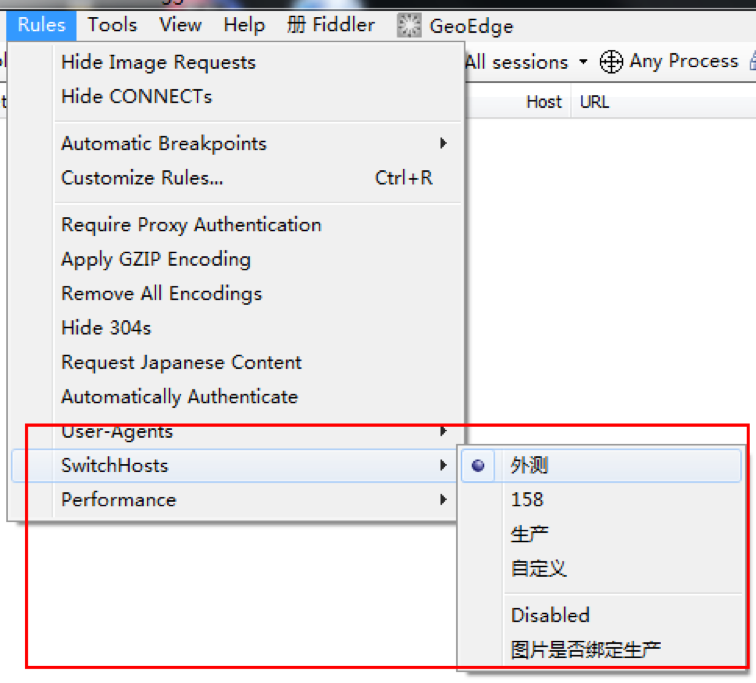 Rules Tools View Help 册 Fiddler GeoEdge
All sessions Any Process
Host URL
Hide Image Requests
Hide CONNECTs
Automatic Breakpoints
Customize Rules... Ctrl+R
Require Proxy Authentication
Apply GZIP Encoding
Remove All Encodings
Hide 304s
Request Japanese Content
Automatically Authenticate
User-Agents
SwitchHosts
Performance
外测
158
生产
自定义
Disabled
图片是否绑定生产